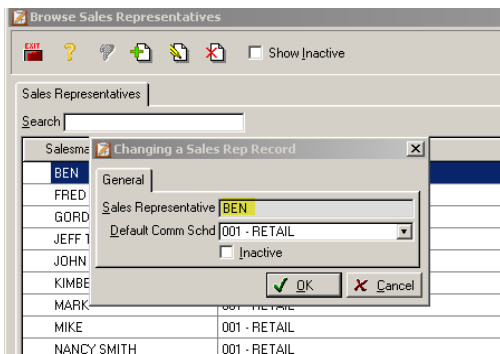 Browse Sales Representatives
EXIT
Show Inactive
Sales Representatives
Search
Salesma
BEN
FRED
GORD
JEFF
JOHN
KIMBE
MARK
MIKE 001 - RETAIL
NANCY SMITH 001 - RETAIL
Changing a Sales Rep Record
General
Sales Representative BEN
Default Comm Schd 001 - RETAIL
Inactive
OK Cancel